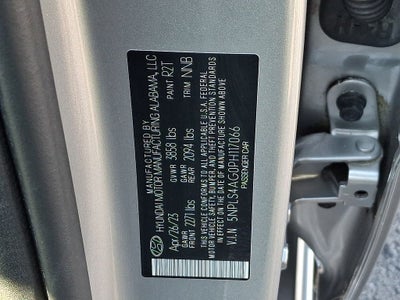 MANUFACTURED BY
HYUNDAI MOTOR MANUFACTURING ALABAMA, LLC
Apr/26/23 GVWR 3858 lbs PAINT R2T
GAWR FRONT 2271 lbs GAWR REAR 2094 lbs TRIM NNB
THIS VEHICLE CONFORMS TO ALL APPLICABLE U.S.A. FEDERAL
MOTOR VEHICLE SAFETY, BUMPER, AND THEFT PREVENTION STANDARDS
IN EFFECT ON THE DATE OF MANUFACTURE SHOWN ABOVE.
V.I.N 5NPLS4AG0PH117066
PASSENGER CAR